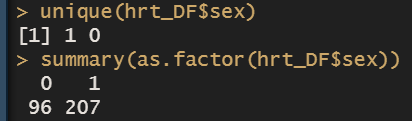 > unique(hrt_DF$sex)
[1] 1 0
> summary(as.factor(hrt_DF$sex))
0 1
96 207